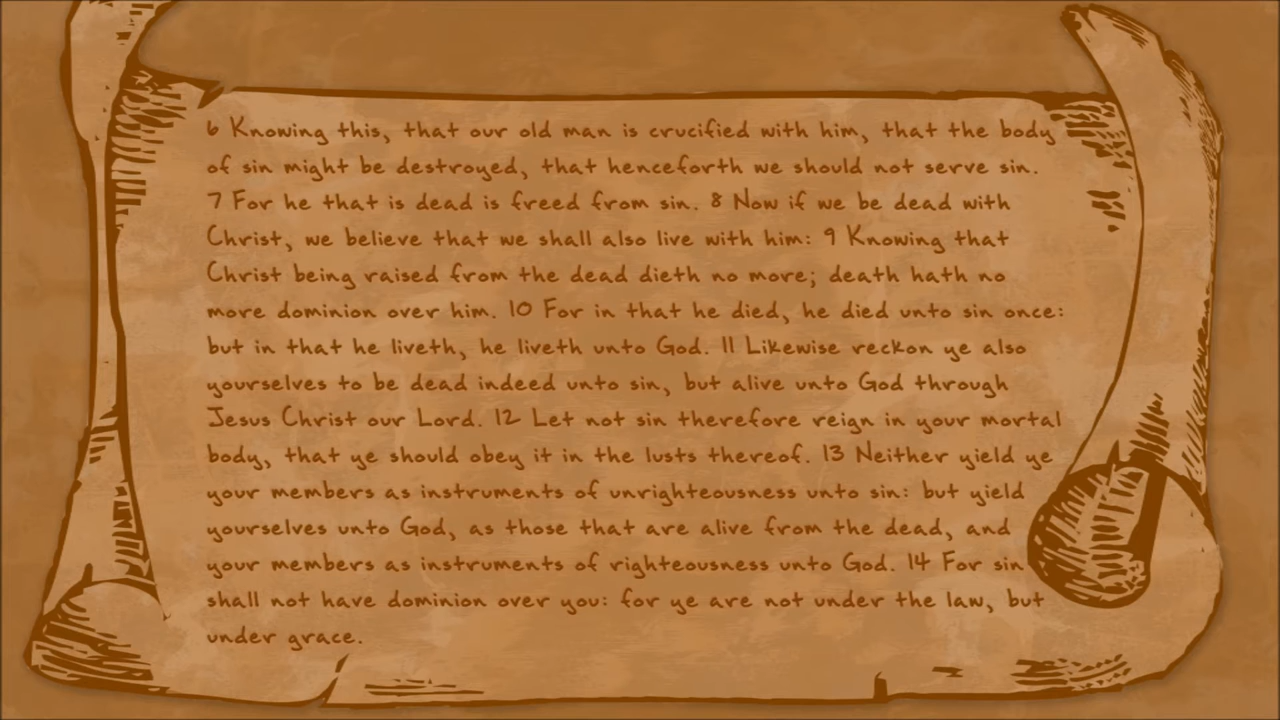 6 Knowing this, that our old man is crucified with him, that the body
of sin might be destroyed, that henceforth we should not serve sin.
7 For he that is dead is freed from sin. 8 Now if we be dead with
Christ, we believe that we shall also live with him: 9 Knowing that
Christ being raised from the dead dieth no more; death hath no
more dominion over him. 10 For in that he died, he died unto sin once:
but in that he liveth, he liveth unto God. 11 Likewise reckon ye also
yourselves to be dead indeed unto sin, but alive unto God through
Jesus Christ our Lord. 12 Let not sin therefore reign in your mortal
body, that ye should obey it in the lusts thereof. 13 Neither yield ye
your members as instruments of unrighteousness unto sin: but yield
yourselves unto God, as those that are alive from the dead, and
your members as instruments of righteousness unto God. 14 For sin
shall not have dominion over you: for ye are not under the law, but
under grace.